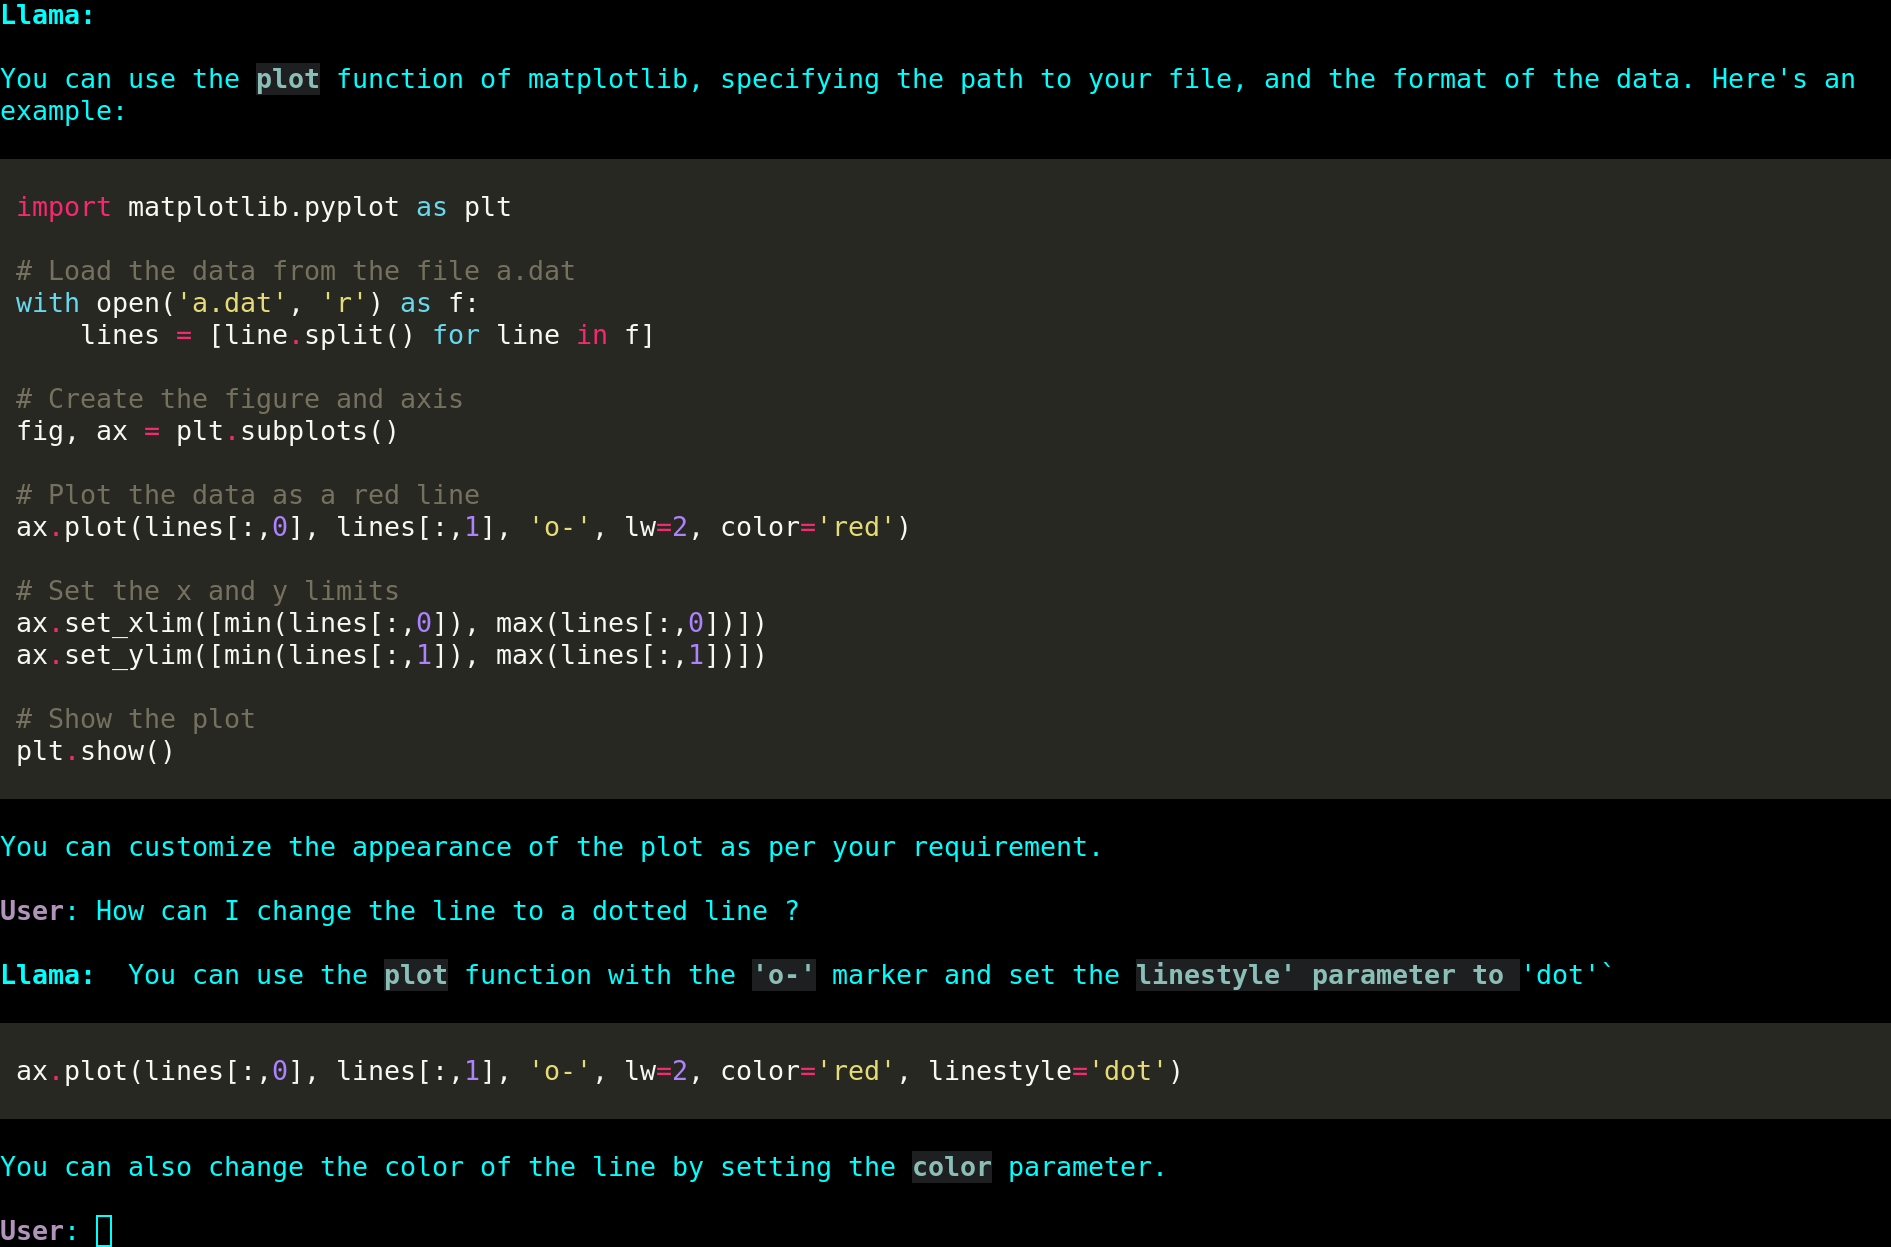 Llama:
You can use the plot function of matplotlib, specifying the path to your file, and the format of the data. Here's an
example:
import matplotlib.pyplot as plt
# Load the data from the file a.dat
with open('a.dat', 'r') as f:
    lines = [line.split() for line in f]
# Create the figure and axis
fig, ax = plt.subplots()
# Plot the data as a red line
ax.plot(lines[:,0], lines[:,1], 'o-', lw=2, color='red')
# Set the x and y limits
ax.set_xlim([min(lines[:,0]), max(lines[:,0])])
ax.set_ylim([min(lines[:,1]), max(lines[:,1])])
# Show the plot
plt.show()
You can customize the appearance of the plot as per your requirement.
User: How can I change the line to a dotted line ?
Llama:  You can use the plot function with the 'o-' marker and set the linestyle' parameter to 'dot'`
ax.plot(lines[:,0], lines[:,1], 'o-', lw=2, color='red', linestyle='dot')
You can also change the color of the line by setting the color parameter.
User: